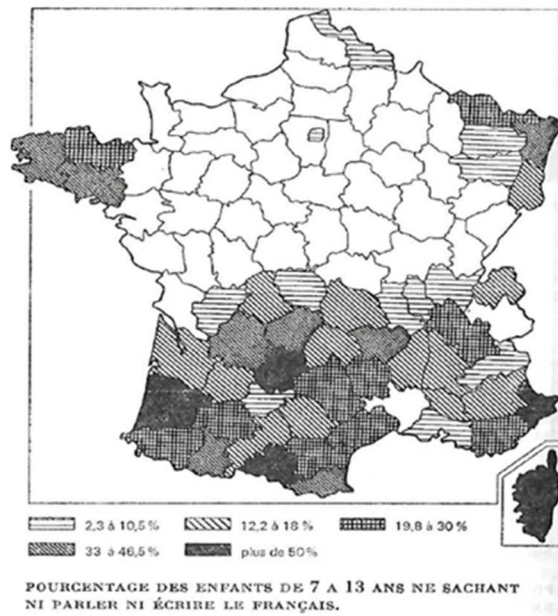 2,3 à 10,5 % 12,2 à 18 % 19,8 à 30 %
33 à 46,5 % plus de 50 %
POURCENTAGE DES ENFANTS DE 7 A 13 ANS NE SACHANT
NI PARLER NI ÉCRIRE LE FRANÇAIS.